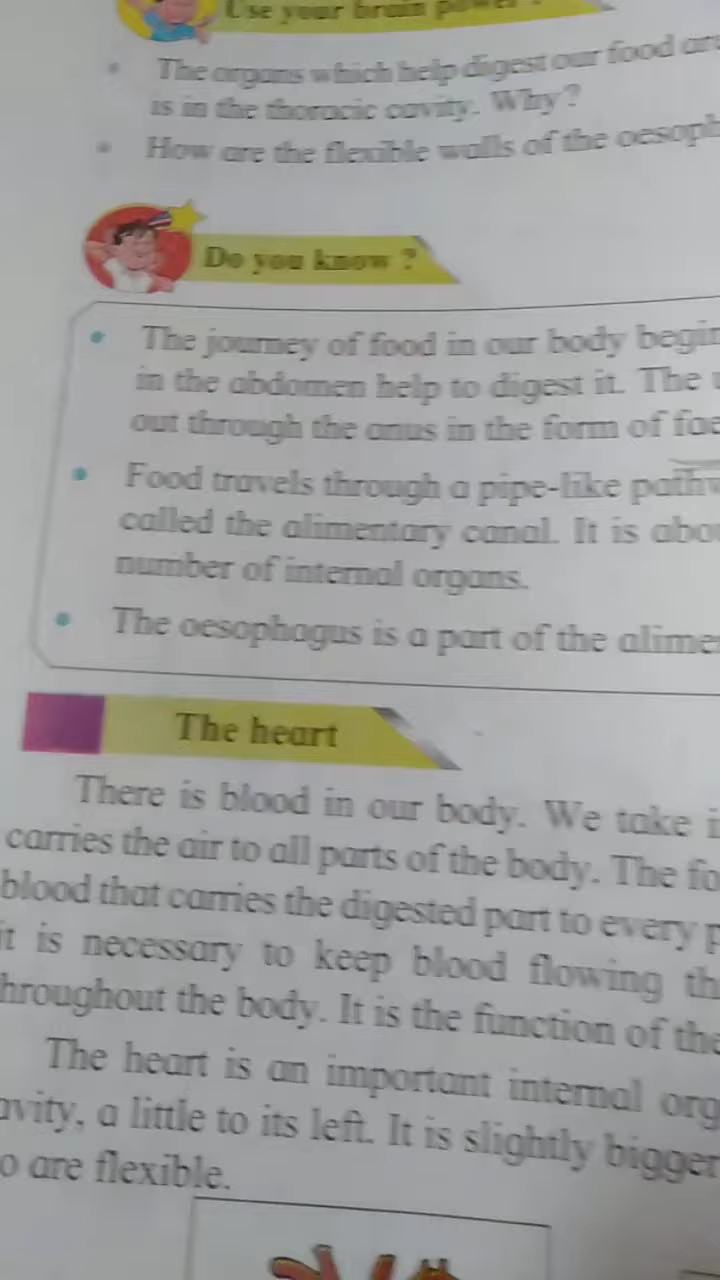 Use your brain power !
The organs which help digest our food are
is in the thoracic cavity. Why?
How are the flexible walls of the oesoph
Do you know ?
The journey of food in our body begin
in the abdomen help to digest it. The
out through the anus in the form of fae
Food travels through a pipe-like pathw
called the alimentary canal. It is abou
number of internal organs.
The oesophagus is a part of the alime
The heart
There is blood in our body. We take i
carries the air to all parts of the body. The fo
blood that carries the digested part to every p
it is necessary to keep blood flowing th
hroughout the body. It is the function of the
The heart is an important internal org
avity, a little to its left. It is slightly bigger
o are flexible.